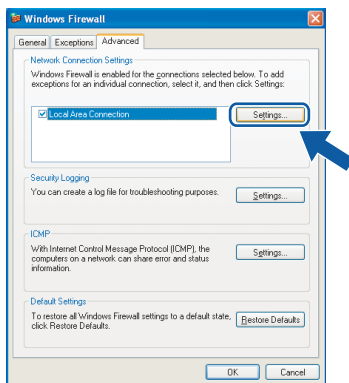 Windows Firewall
General Exceptions Advanced
Network Connection Settings
Windows Firewall is enabled for the connections selected below. To add
exceptions for an individual connection, select it, and then click Settings:
Local Area Connection
Settings...
Security Logging
You can create a log file for troubleshooting purposes.
Settings...
ICMP
With Internet Control Message Protocol (ICMP), the
computers on a network can share error and status
information.
Settings...
Default Settings
To restore all Windows Firewall settings to a default state,
click Restore Defaults.
Restore Defaults
OK Cancel